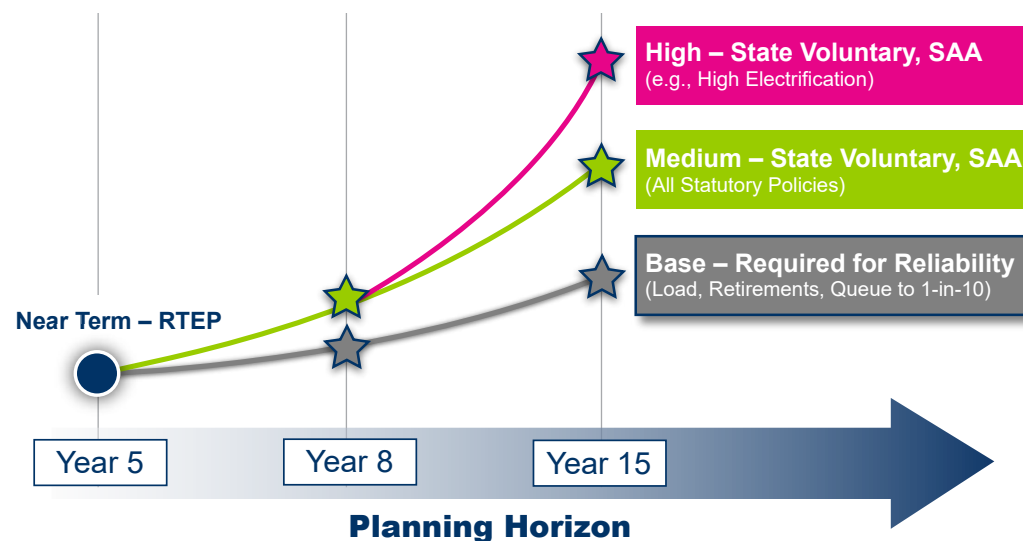 High – State Voluntary, SAA
(e.g., High Electrification)
Medium – State Voluntary, SAA
(All Statutory Policies)
Base – Required for Reliability
(Load, Retirements, Queue to 1-in-10)
Near Term – RTEP
Year 5
Year 8
Year 15
Planning Horizon